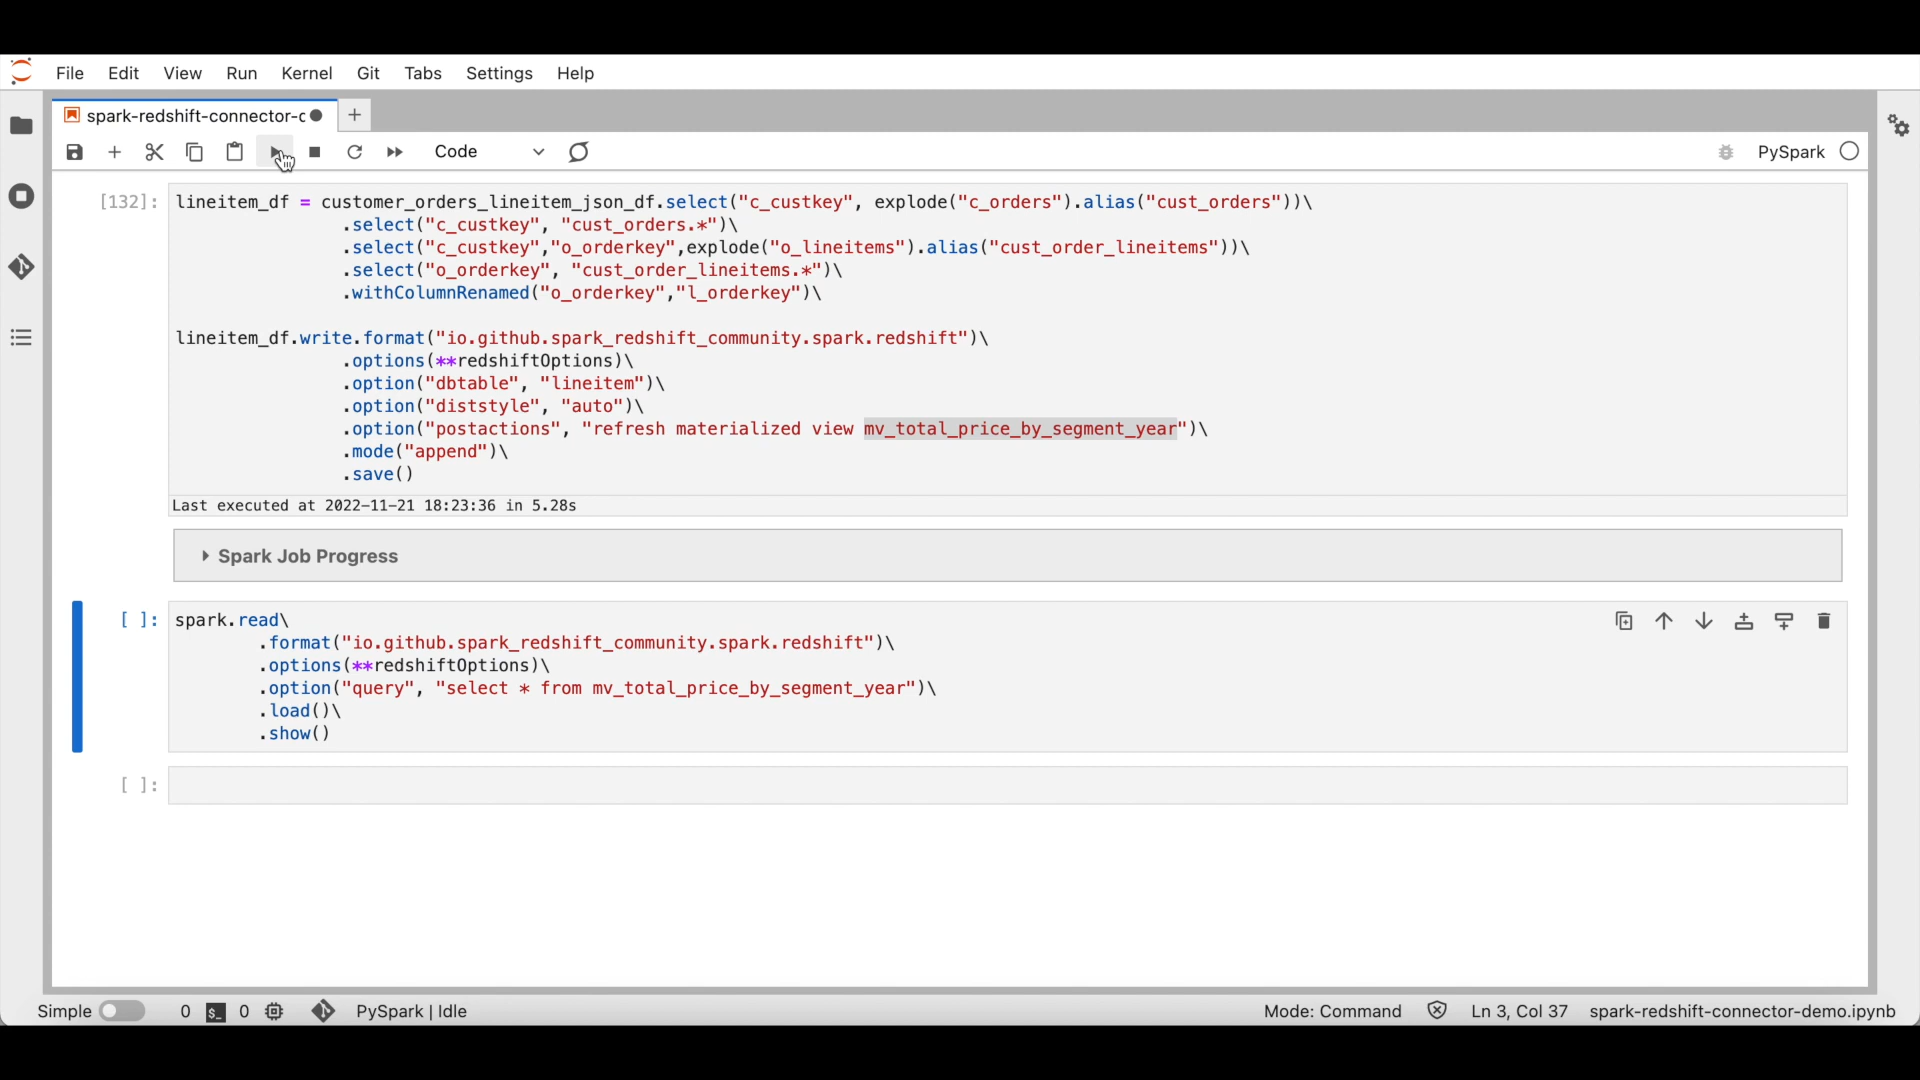 File Edit View Run Kernel Git Tabs Settings Help
spark-redshift-connector-c
Code
PySpark
[132]: lineitem_df = customer_orders_lineitem_json_df.select("c_custkey", explode("c_orders").alias("cust_orders"))\
.select("c_custkey", "cust_orders.*")\
.select("c_custkey","o_orderkey",explode("o_lineitems").alias("cust_order_lineitems"))\
.select("o_orderkey", "cust_order_lineitems.*")\
.withColumnRenamed("o_orderkey","l_orderkey")\
lineitem_df.write.format("io.github.spark_redshift_community.spark.redshift")\
.options(**redshiftOptions)\
.option("dbtable", "lineitem")\
.option("diststyle", "auto")\
.option("postactions", "refresh materialized view mv_total_price_by_segment_year")\
.mode("append")\
.save()
Last executed at 2022-11-21 18:23:36 in 5.28s
Spark Job Progress
[ ]: spark.read\
.format("io.github.spark_redshift_community.spark.redshift")\
.options(**redshiftOptions)\
.option("query", "select * from mv_total_price_by_segment_year")\
.load()\
.show()
[ ]:
Simple 0 $_ 0 PySpark | Idle Mode: Command Ln 3, Col 37 spark-redshift-connector-demo.ipynb